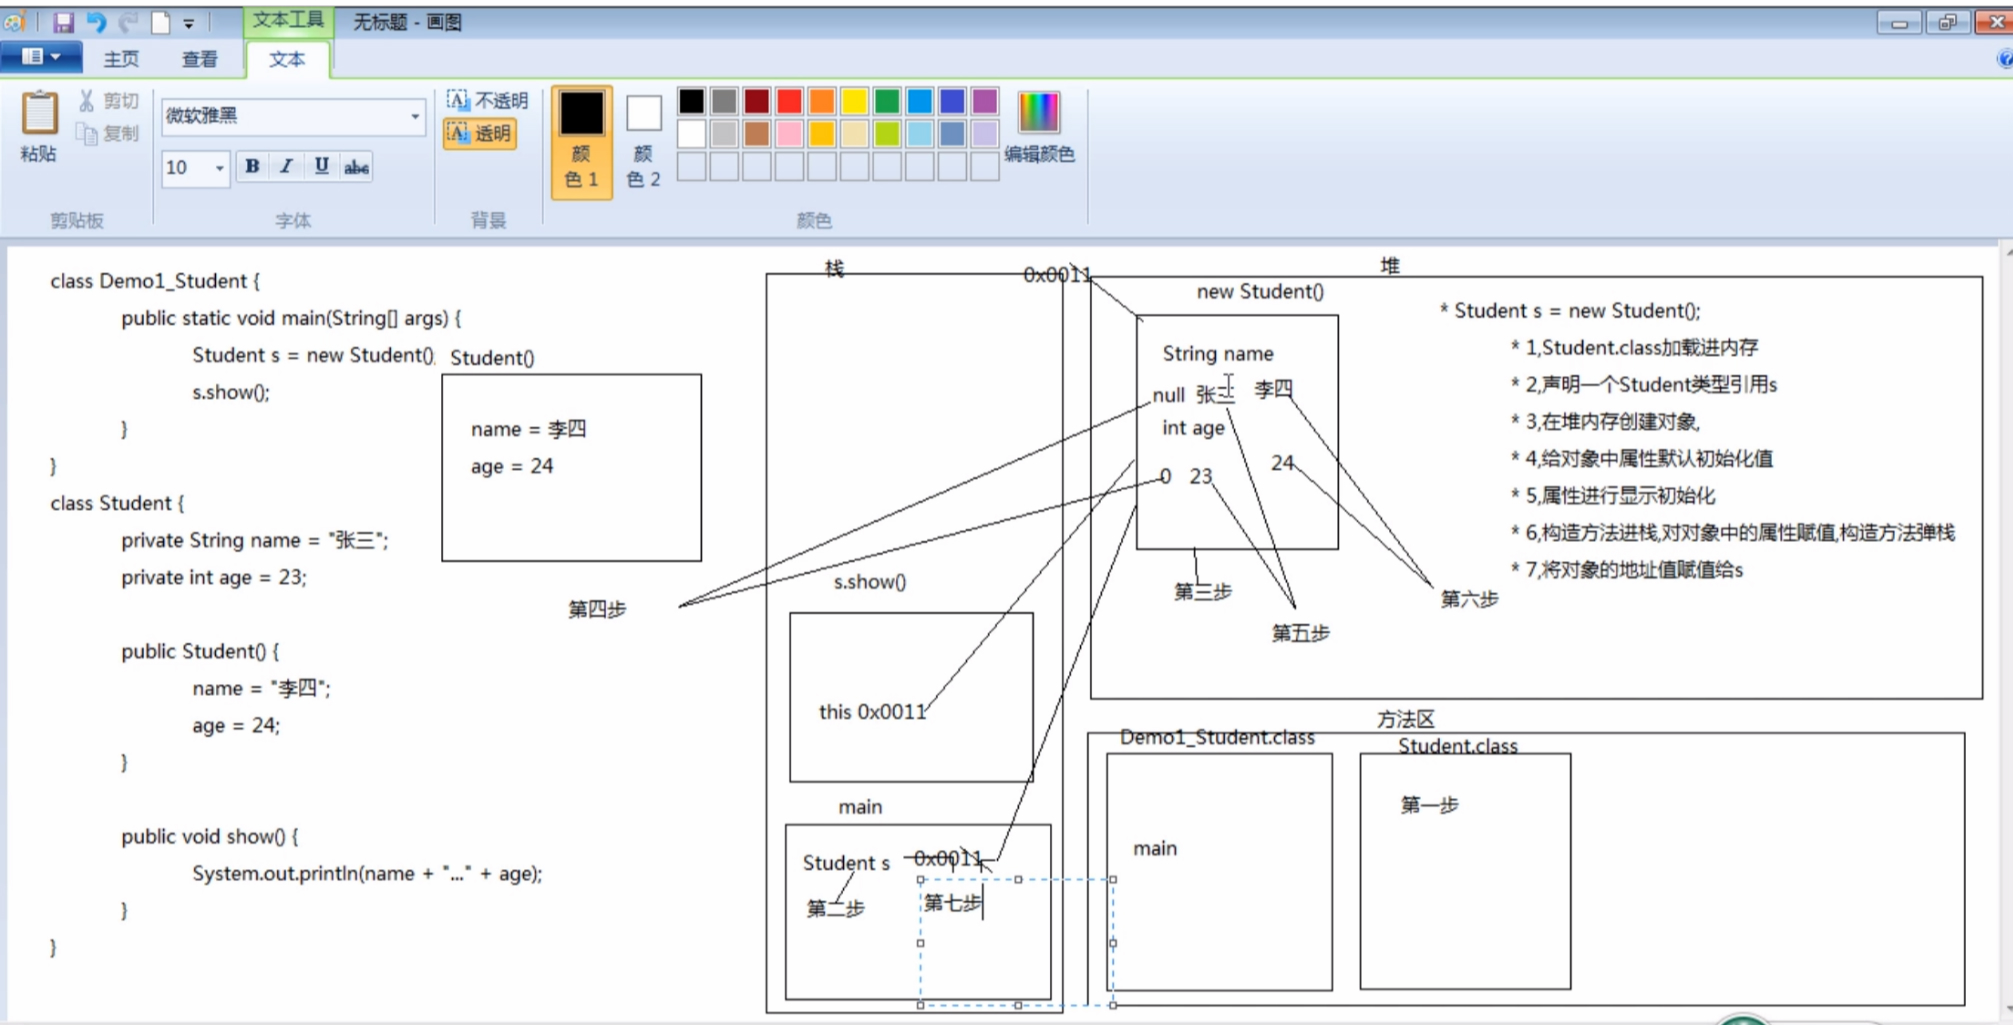 文本工具
无标题 - 画图
主页
查看
文本
粘贴
剪切
复制
剪贴板
微软雅黑
10
B I U abc
字体
不透明
透明
背景
颜色 1
颜色 2
编辑颜色
颜色
class Demo1_Student {
public static void main(String[] args) {
Student s = new Student();
s.show();
}
}
class Student {
private String name = "张三";
private int age = 23;
public Student() {
name = "李四";
age = 24;
}
public void show() {
System.out.println(name + "..." + age);
}
}
Student()
name = 李四
age = 24
第四步
栈
s.show()
this 0x0011
main
Student s
0x0011
第二步
第七步
0x0011
堆
new Student()
String name
null 张三 李四
int age
0 23 24
第三步
第五步
第六步
* Student s = new Student();
* 1,Student.class加载进内存
* 2,声明一个Student类型引用s
* 3,在堆内存创建对象,
* 4,给对象中属性默认初始化值
* 5,属性进行显示初始化
* 6,构造方法进栈,对对象中的属性赋值,构造方法弹栈
* 7,将对象的地址值赋值给s
方法区
Demo1_Student.class
main
Student.class
第一步